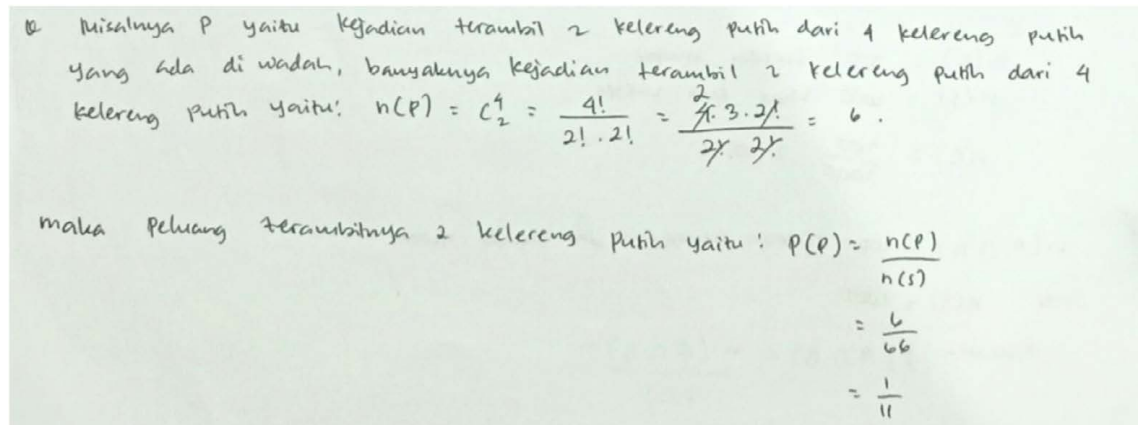 Misalnya P yaitu kejadian terambil 2 kelereng putih dari 4 kelereng putih
yang ada di wadah, banyaknya kejadian terambil 2 kelereng putih dari 4
kelereng putih yaitu: n(P) = C₂⁴ = 4!/(2! . 2!) = (4. 3. 2!)/(2! 2!) = 6 .
maka peluang terambilnya 2 kelereng putih yaitu : P(P) = n(P)/n(S)
= 6/66
= 1/11